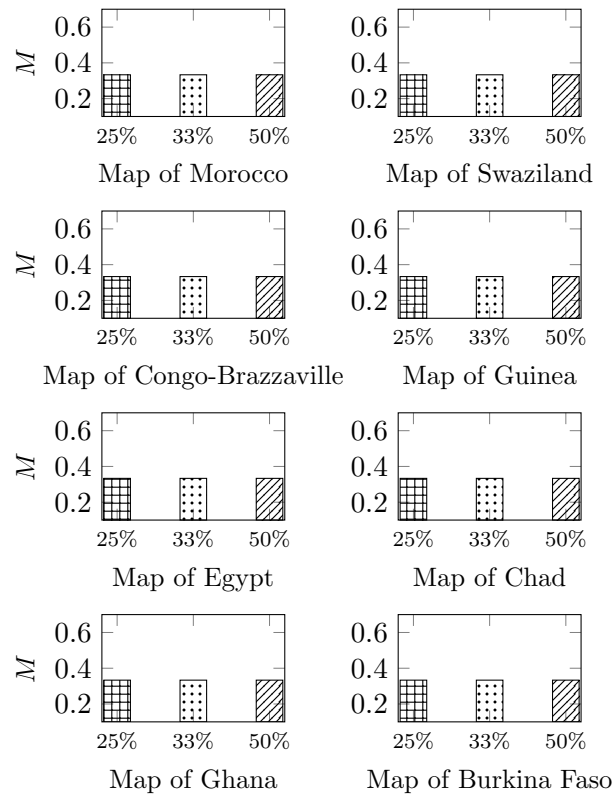 0.6 0.6
M 0.4 0.4
0.2 0.2
25% 33% 50% 25% 33% 50%
Map of Morocco Map of Swaziland
0.6 0.6
M 0.4 0.4
0.2 0.2
25% 33% 50% 25% 33% 50%
Map of Congo-Brazzaville Map of Guinea
0.6 0.6
M 0.4 0.4
0.2 0.2
25% 33% 50% 25% 33% 50%
Map of Egypt Map of Chad
0.6 0.6
M 0.4 0.4
0.2 0.2
25% 33% 50% 25% 33% 50%
Map of Ghana Map of Burkina Faso